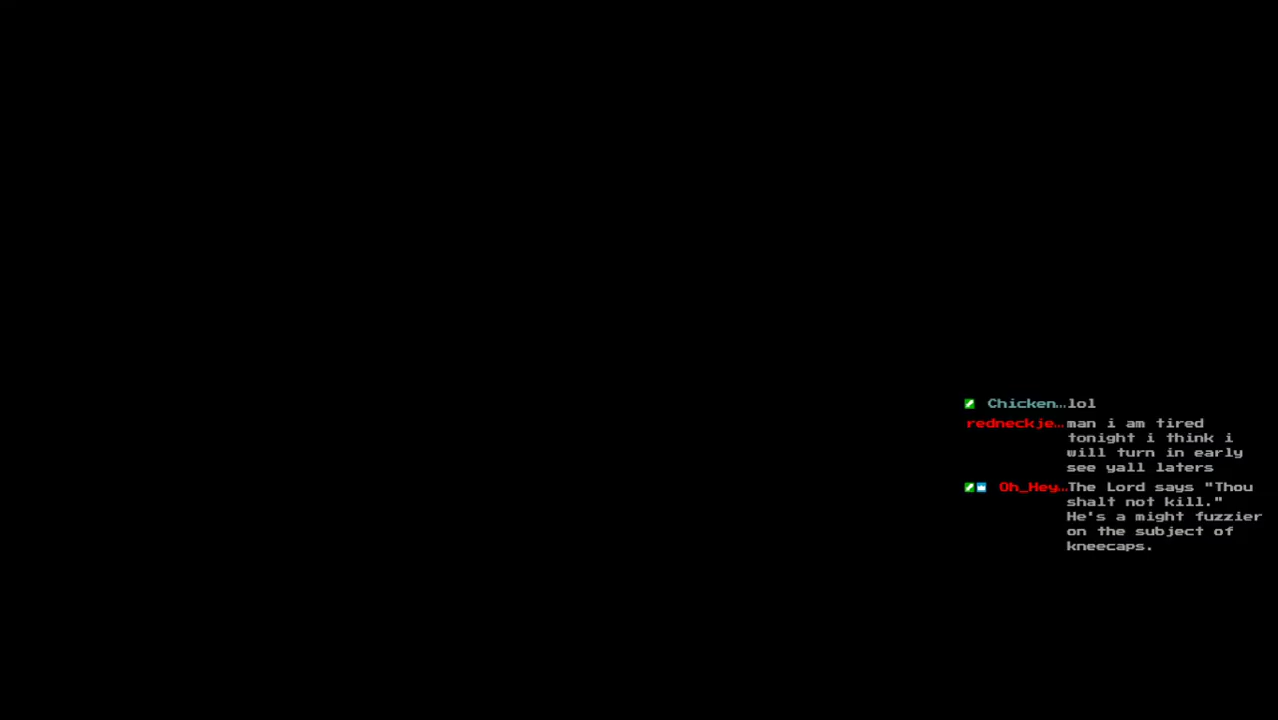 Chicken…lol
redneckje…man i am tired
tonight i think i
will turn in early
see yall laters
Oh_Hey…The Lord says "Thou
shalt not kill."
He's a might fuzzier
on the subject of
kneecaps.